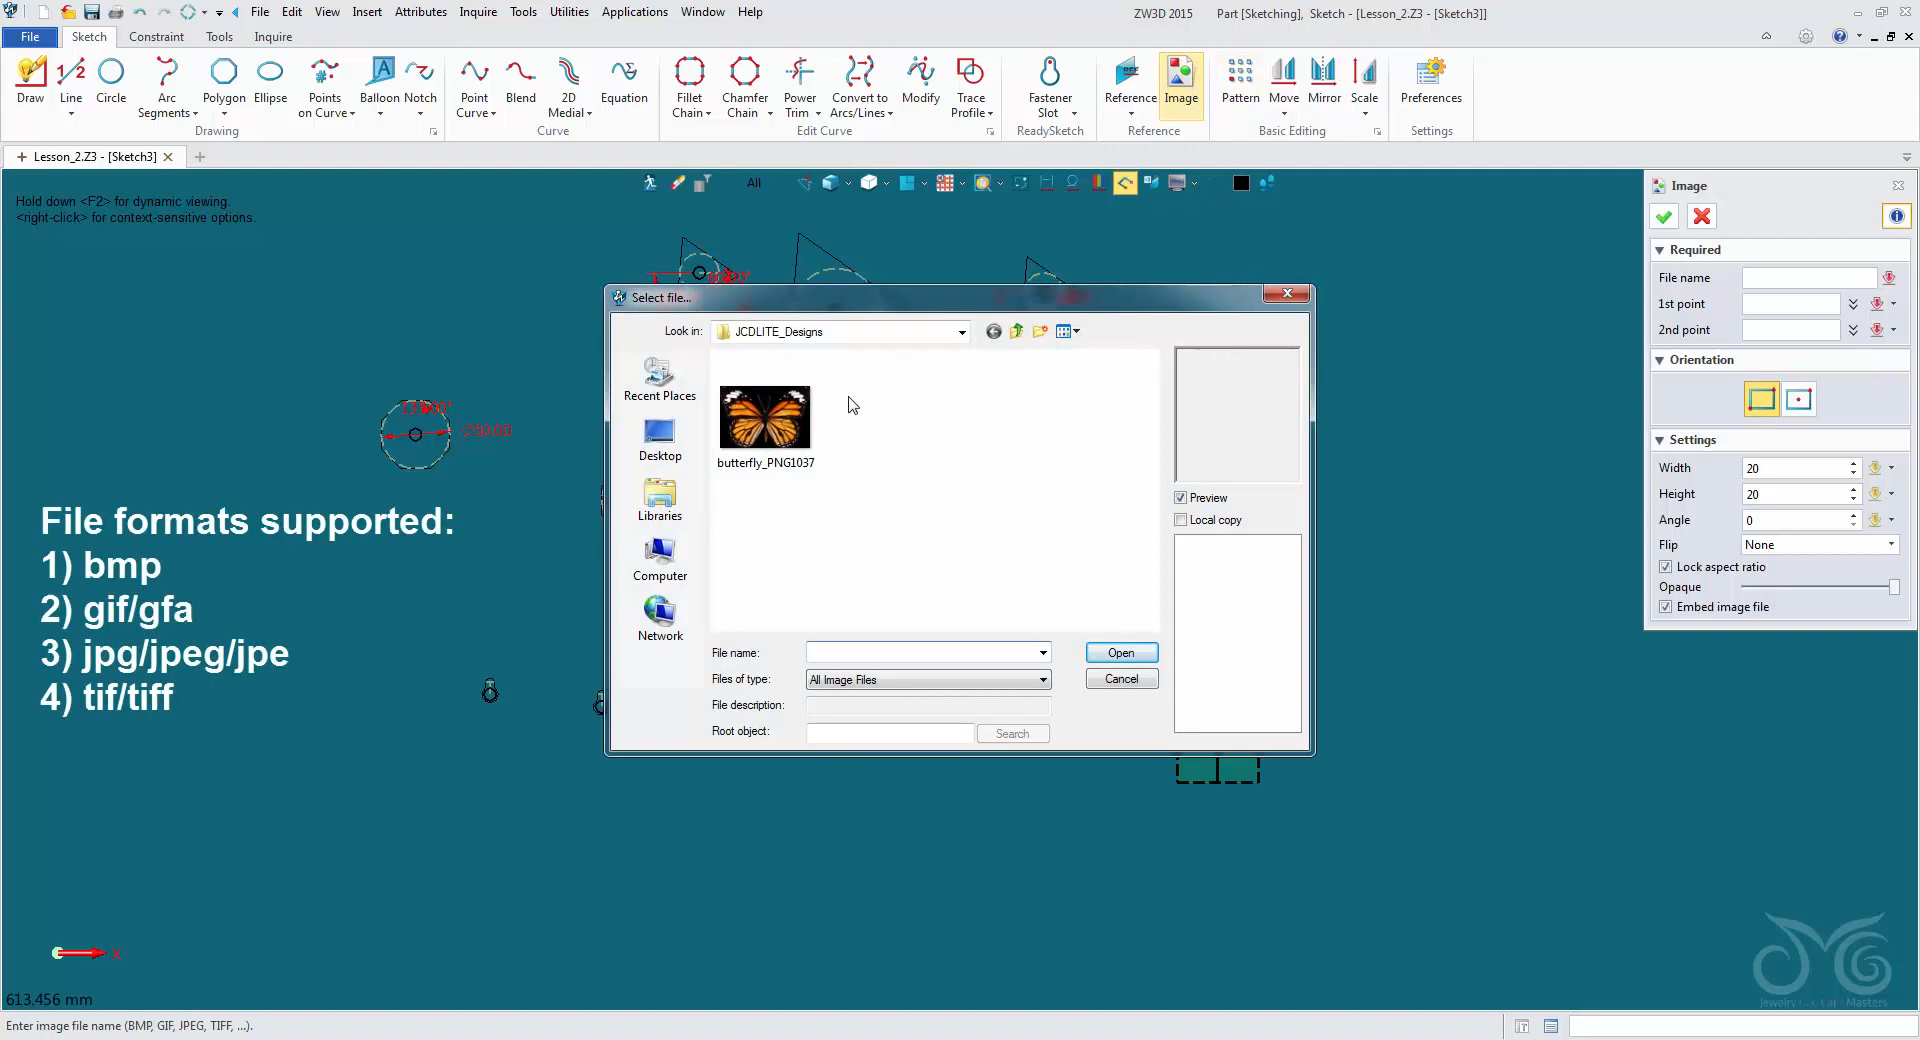 File Edit View Insert Attributes Inquire Tools Utilities Applications Window Help
ZW3D 2015 Part [Sketching], Sketch - [Lesson_2.Z3 - [Sketch3]]
File Sketch Constraint Tools Inquire
Draw Line Circle Arc Segments Polygon Ellipse Points on Curve Balloon Notch
Point Curve Blend 2D Medial Equation
Fillet Chain Chamfer Chain Power Trim Convert to Arcs/Lines Modify Trace Profile
Fastener Slot Reference Image Pattern Move Mirror Scale Preferences
Drawing Curve Edit Curve ReadySketch Reference Basic Editing Settings
Lesson_2.Z3 - [Sketch3]
All
Hold down <F2> for dynamic viewing.
<right-click> for context-sensitive options.
File formats supported:
1) bmp
2) gif/gfa
3) jpg/jpeg/jpe
4) tif/tiff
Select file...
Look in: JCDLITE_Designs
Recent Places
Desktop
Libraries
Computer
Network
butterfly_PNG1037
Preview
Local copy
File name: Open
Files of type: All Image Files Cancel
File description:
Root object: Search
Image
Required
File name
1st point
2nd point
Orientation
Settings
Width 20
Height 20
Angle 0
Flip None
Lock aspect ratio
Opaque
Embed image file
X
613.456 mm
Enter image file name (BMP, GIF, JPEG, TIFF, ...).